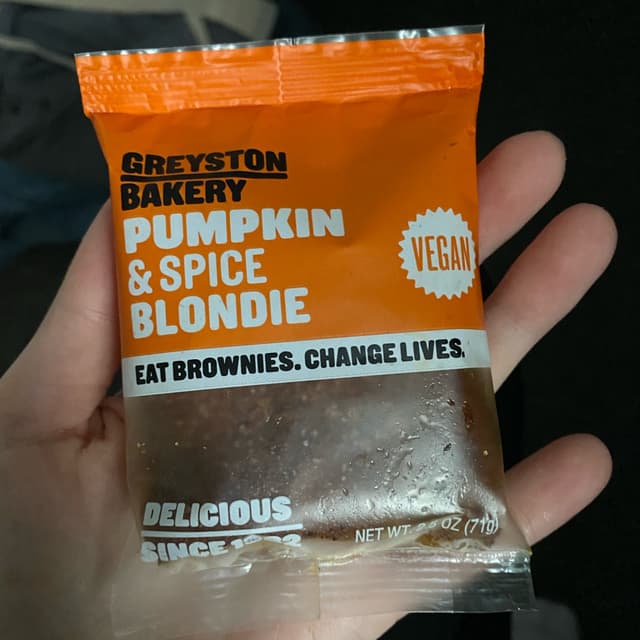 GREYSTON
BAKERY
PUMPKIN
& SPICE
BLONDIE
VEGAN
EAT BROWNIES. CHANGE LIVES.
DELICIOUS
SINCE
NET WT OZ (71g)